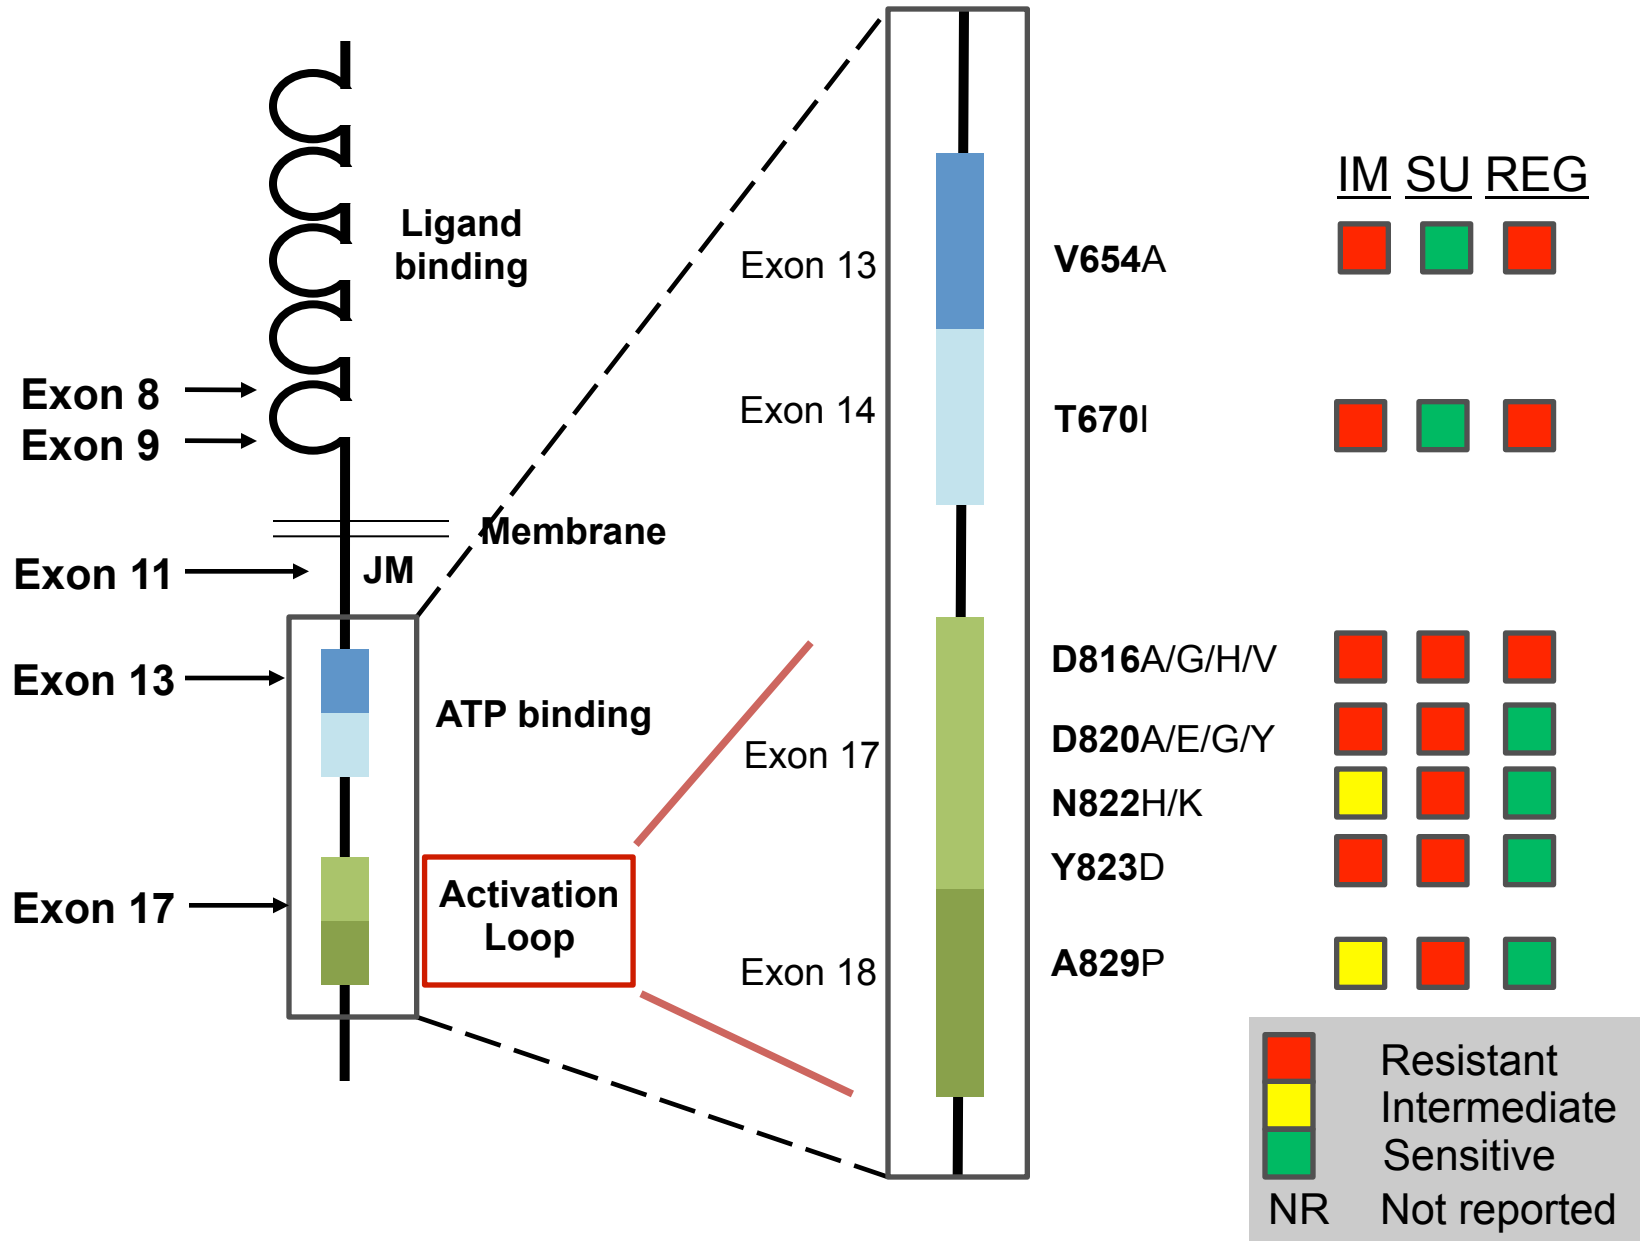 IM SU REG
Ligand
binding
Exon 13
V654A
Exon 8
Exon 9
Exon 14
T670I
Membrane
Exon 11
JM
Exon 13
ATP binding
D816A/G/H/V
Exon 17
D820A/E/G/Y
N822H/K
Y823D
Exon 17
Activation
Loop
Exon 18
A829P
Resistant
Intermediate
Sensitive
NR Not reported